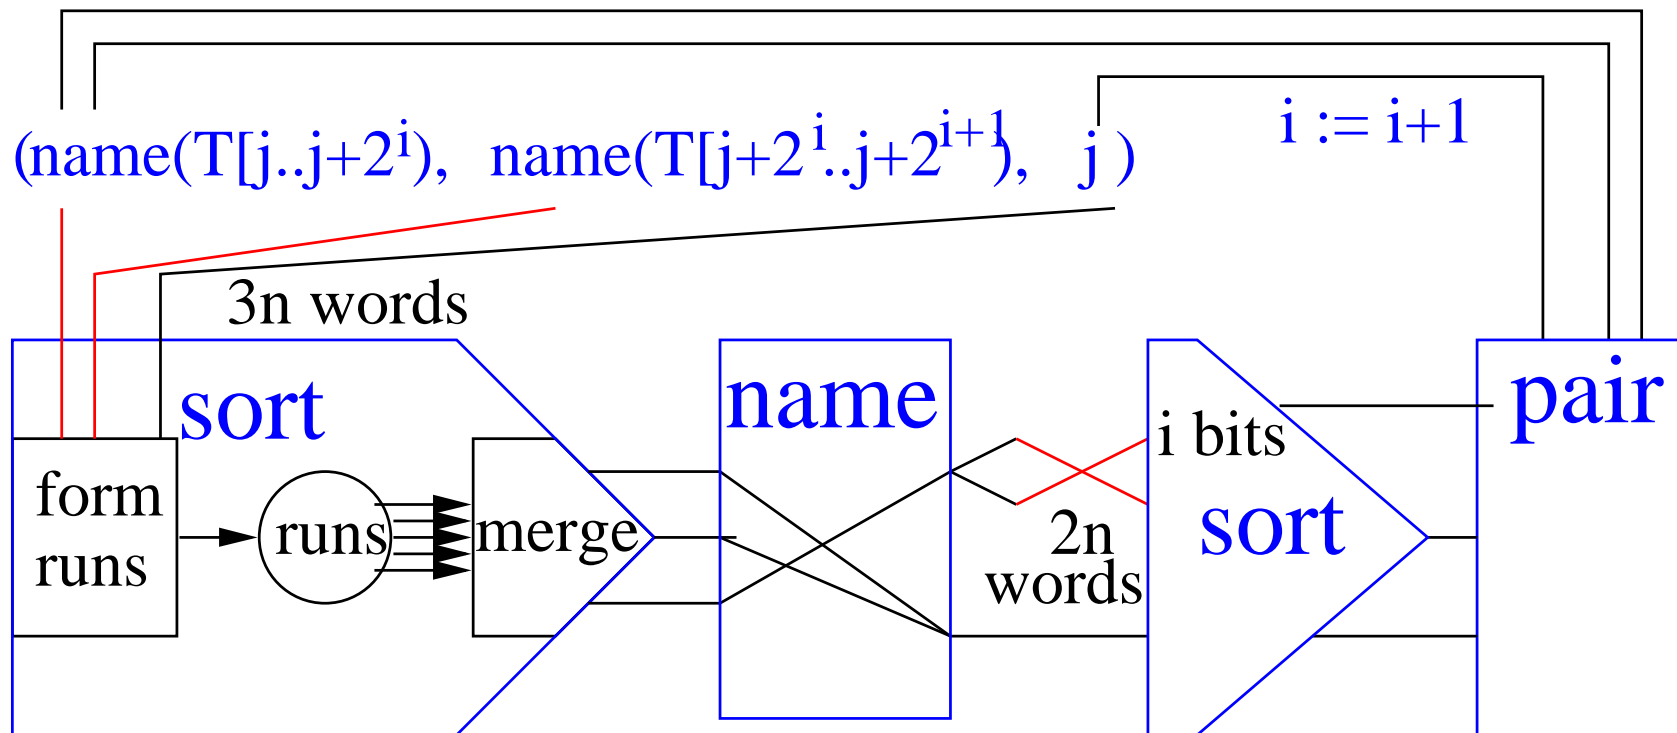 (name(T[j..j+2^i), name(T[j+2^i..j+2^{i+1}), j )
i := i+1
3n words
sort
name
pair
form
runs
runs
merge
i bits
sort
2n
words